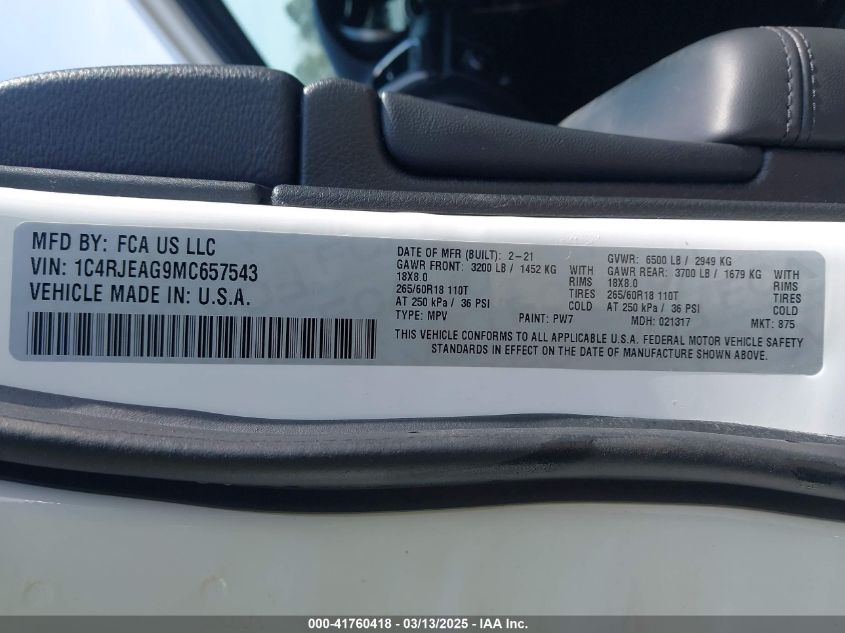 MFD BY: FCA US LLC
VIN: 1C4RJEAG9MC657543
VEHICLE MADE IN: U.S.A.
DATE OF MFR (BUILT): 2-21 GVWR: 6500 LB / 2949 KG
GAWR FRONT: 3200 LB / 1452 KG WITH GAWR REAR: 3700 LB / 1679 KG WITH
18X8.0 RIMS 18X8.0 RIMS
265/60R18 110T TIRES 265/60R18 110T TIRES
AT 250 kPa / 36 PSI COLD AT 250 kPa / 36 PSI COLD
TYPE: MPV PAINT: PW7 MDH: 021317 MKT: 875
THIS VEHICLE CONFORMS TO ALL APPLICABLE U.S.A. FEDERAL MOTOR VEHICLE SAFETY
STANDARDS IN EFFECT ON THE DATE OF MANUFACTURE SHOWN ABOVE.
000-41760418 - 03/13/2025 - IAA Inc.